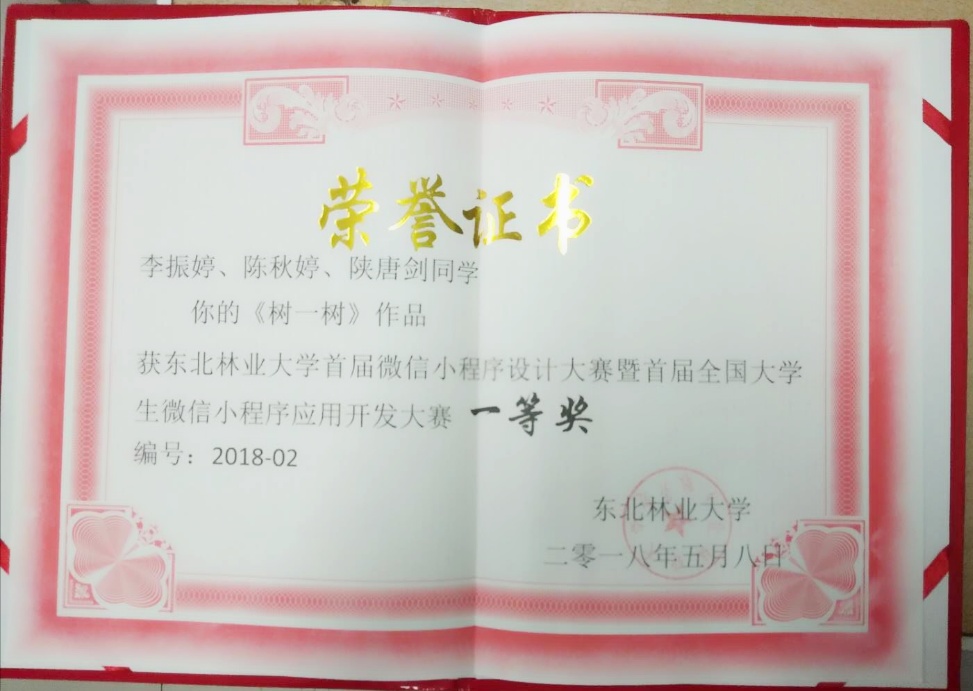 荣誉证书
李振婷、陈秋婷、陕唐剑同学
你的《树一树》作品
获东北林业大学首届微信小程序设计大赛暨首届全国大学
生微信小程序应用开发大赛 一等奖
编号：2018-02
东北林业大学
二零一八年五月八日